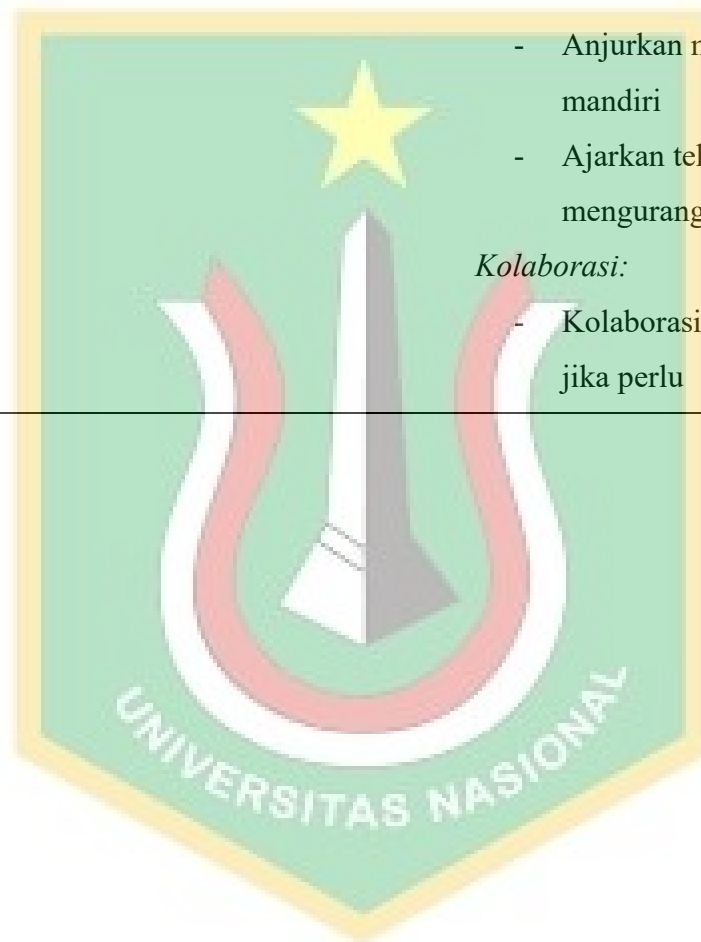 - Anjurkan
mandiri
- Ajarkan
Kolaborasi:
- Kolaborasi
jika perlu
UNIVERSITAS NASIONAL